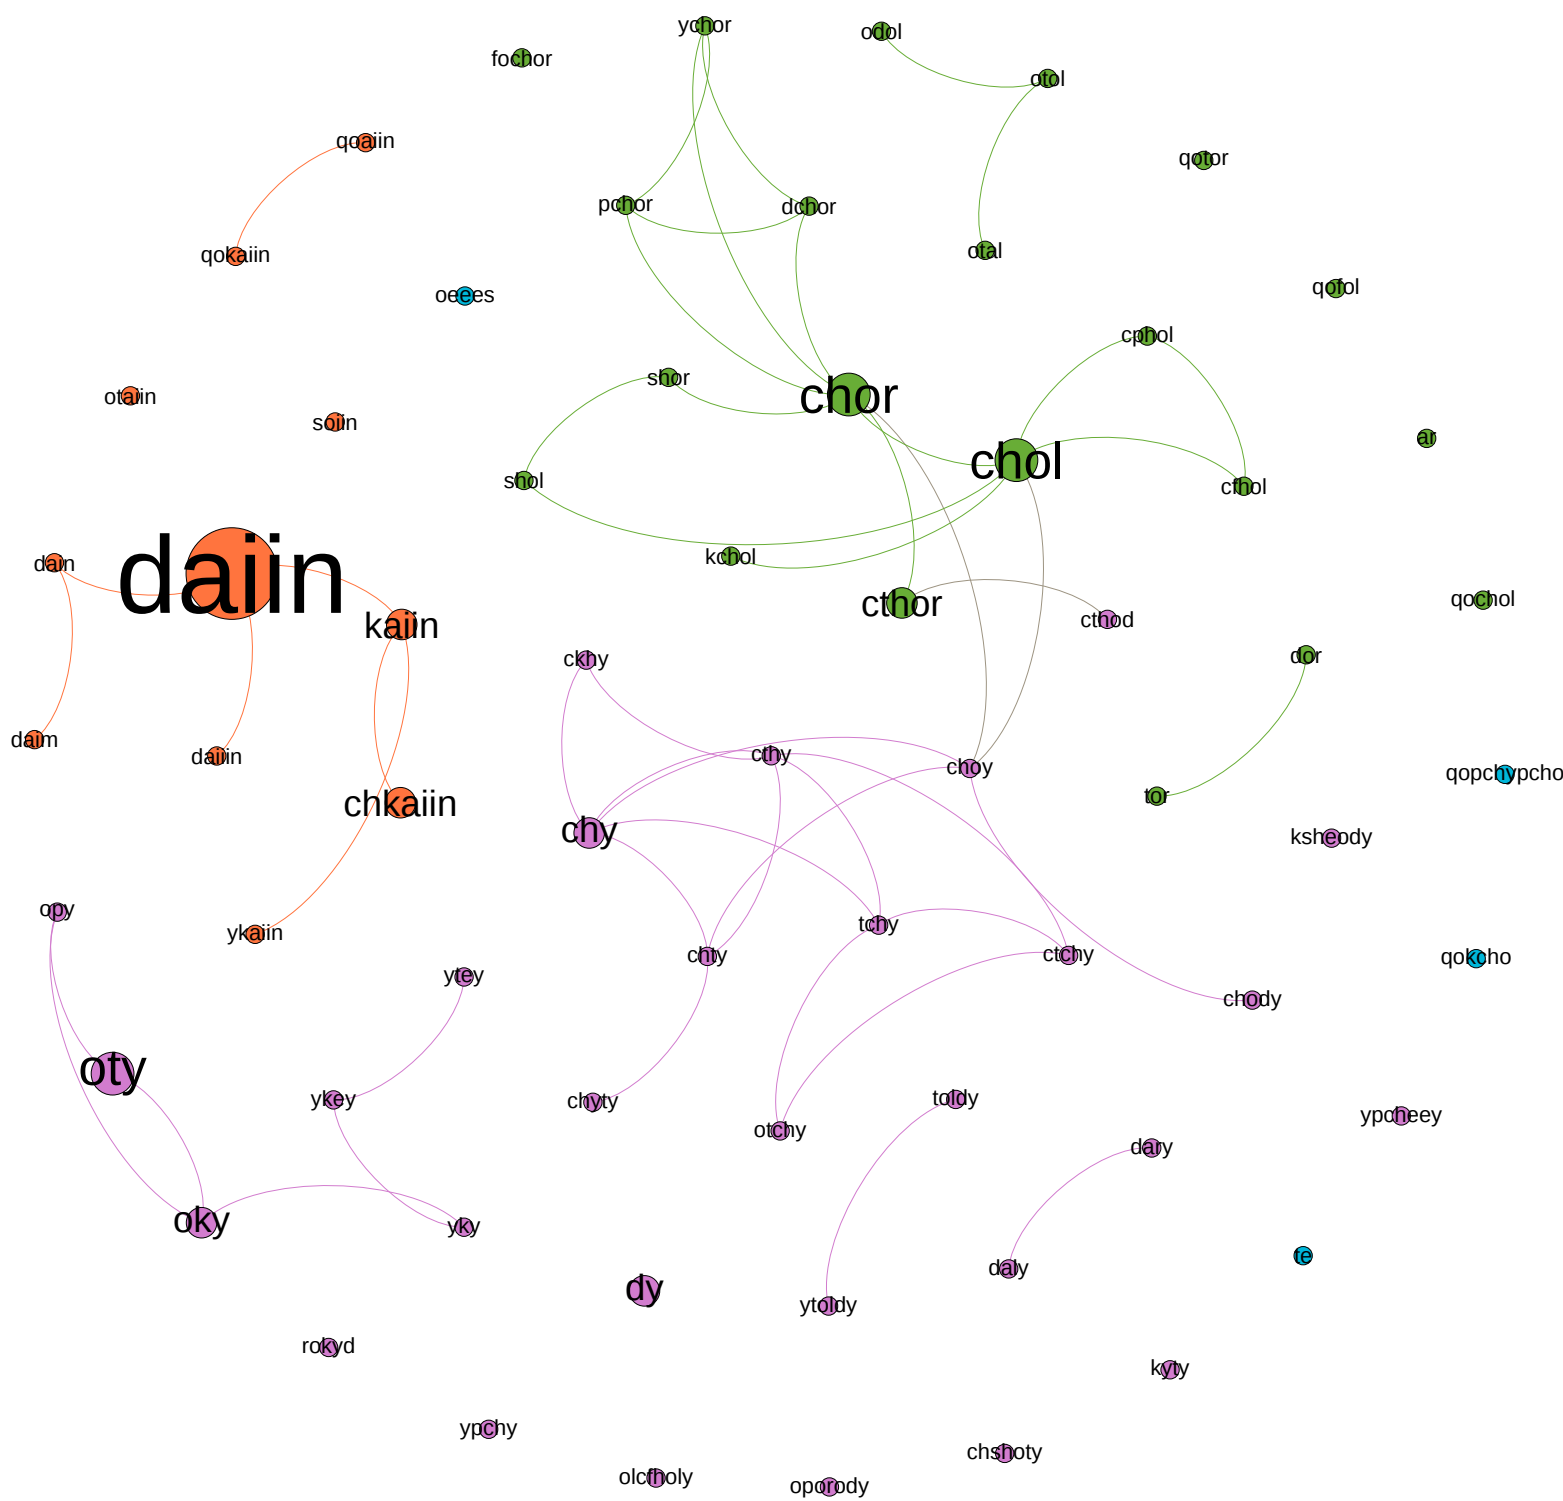 ychor
odol
fochor
otol
qoaiin
qotor
pchor
dchor
otal
qokaiin
qofol
oeees
cphol
shor
chor
otaiin
soiin
ar
chol
shol
cfhol
kchol
dain
daiin
qochol
cthor
cthod
kaiin
dor
ckhy
daim
daiiin
cthy
choy
qopchypcho
tor
chkaiin
chy
ksheody
opy
tchy
ykaiin
chty
ctchy
qokcho
ytey
chody
oty
ykey
chyty
toldy
ypcheey
otchy
dary
oky
yky
te
daly
dy
ytoldy
rokyd
kyty
ypchy
chshoty
olcfholy
oporody